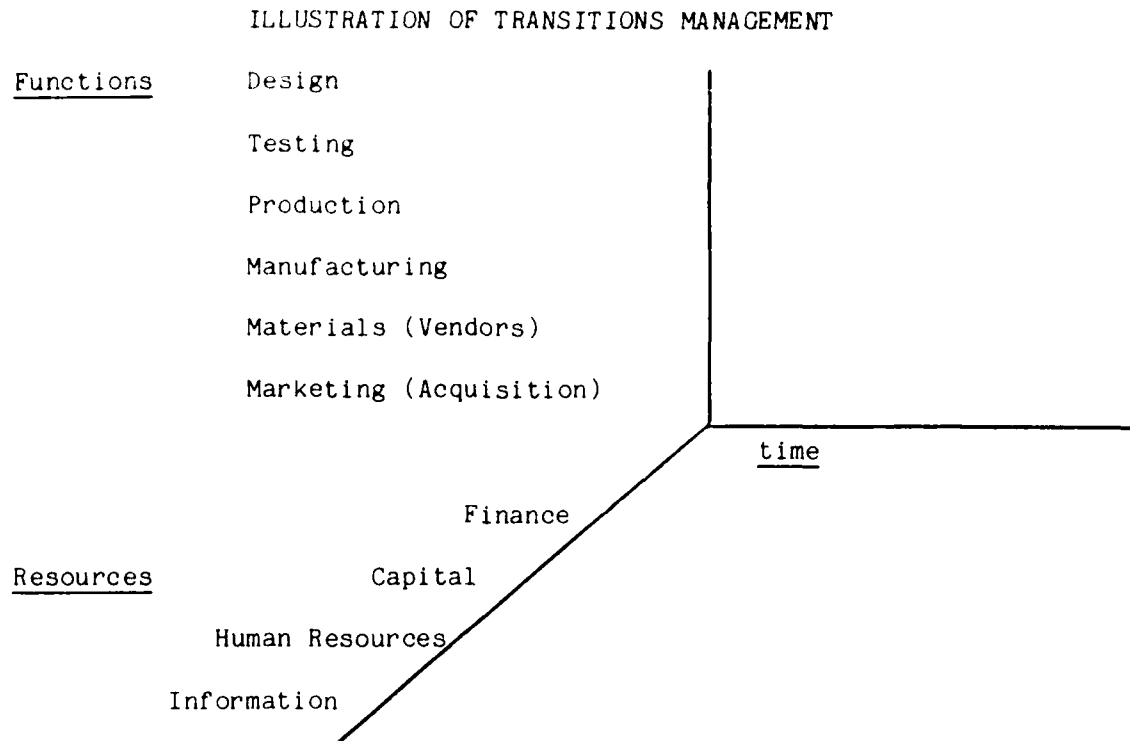 ILLUSTRATION OF TRANSITIONS MANAGEMENT
Functions Design
Testing
Production
Manufacturing
Materials (Vendors)
Marketing (Acquisition)
time
Finance
Resources Capital
Human Resources
Information